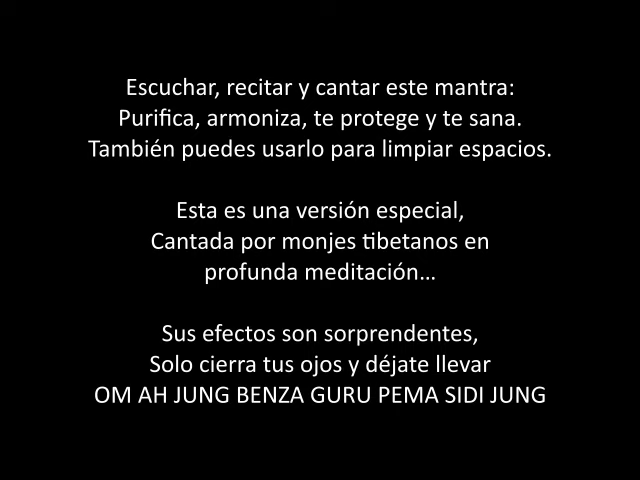 Escuchar, recitar y cantar este mantra:
Purifica, armoniza, te protege y te sana.
También puedes usarlo para limpiar espacios.
Esta es una versión especial,
Cantada por monjes tibetanos en
profunda meditación...
Sus efectos son sorprendentes,
Solo cierra tus ojos y déjate llevar
OM AH JUNG BENZA GURU PEMA SIDI JUNG